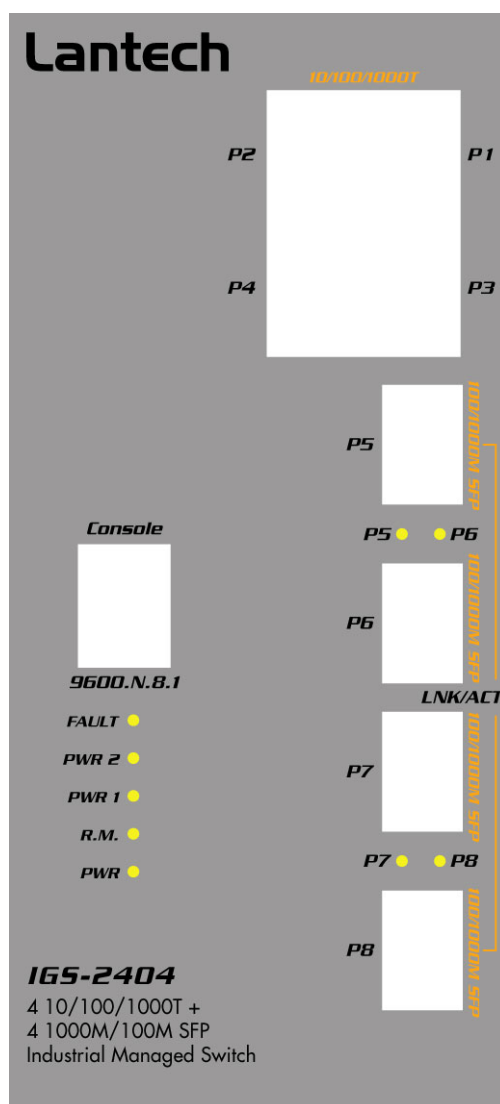 Lantech
10/100/1000T
P2
P1
P4
P3
P5
100/1000M SFP
P5
P6
Console
P6
100/1000M SFP
9600.N.8.1
LNK/ACT
FAULT
PWR 2
PWR 1
R.M.
PWR
P7
100/1000M SFP
P7
P8
P8
100/1000M SFP
IGS-2404
4 10/100/1000T +
4 1000M/100M SFP
Industrial Managed Switch